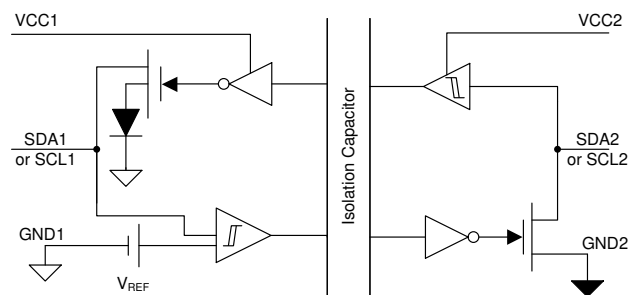 VCC1
VCC2
SDA1
or SCL1
Isolation Capacitor
SDA2
or SCL2
GND1
VREF
GND2